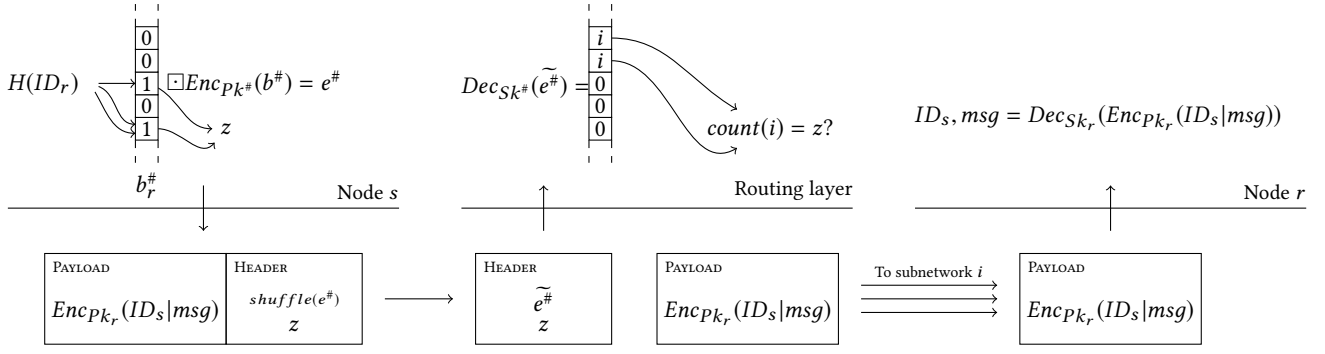 H(ID_r)
0
0
1
0
1
⊡Enc_{Pk^#}(b^#) = e^#
z
b_r^#
Node s
PAYLOAD
Enc_{Pk_r}(ID_s|msg)
HEADER
shuffle(e^#)
z
Dec_{Sk^#}(\widetilde{e^#}) =
i
i
0
0
0
count(i) = z?
Routing layer
HEADER
\widetilde{e^#}
z
PAYLOAD
Enc_{Pk_r}(ID_s|msg)
To subnetwork i
ID_s, msg = Dec_{Sk_r}(Enc_{Pk_r}(ID_s|msg))
Node r
PAYLOAD
Enc_{Pk_r}(ID_s|msg)